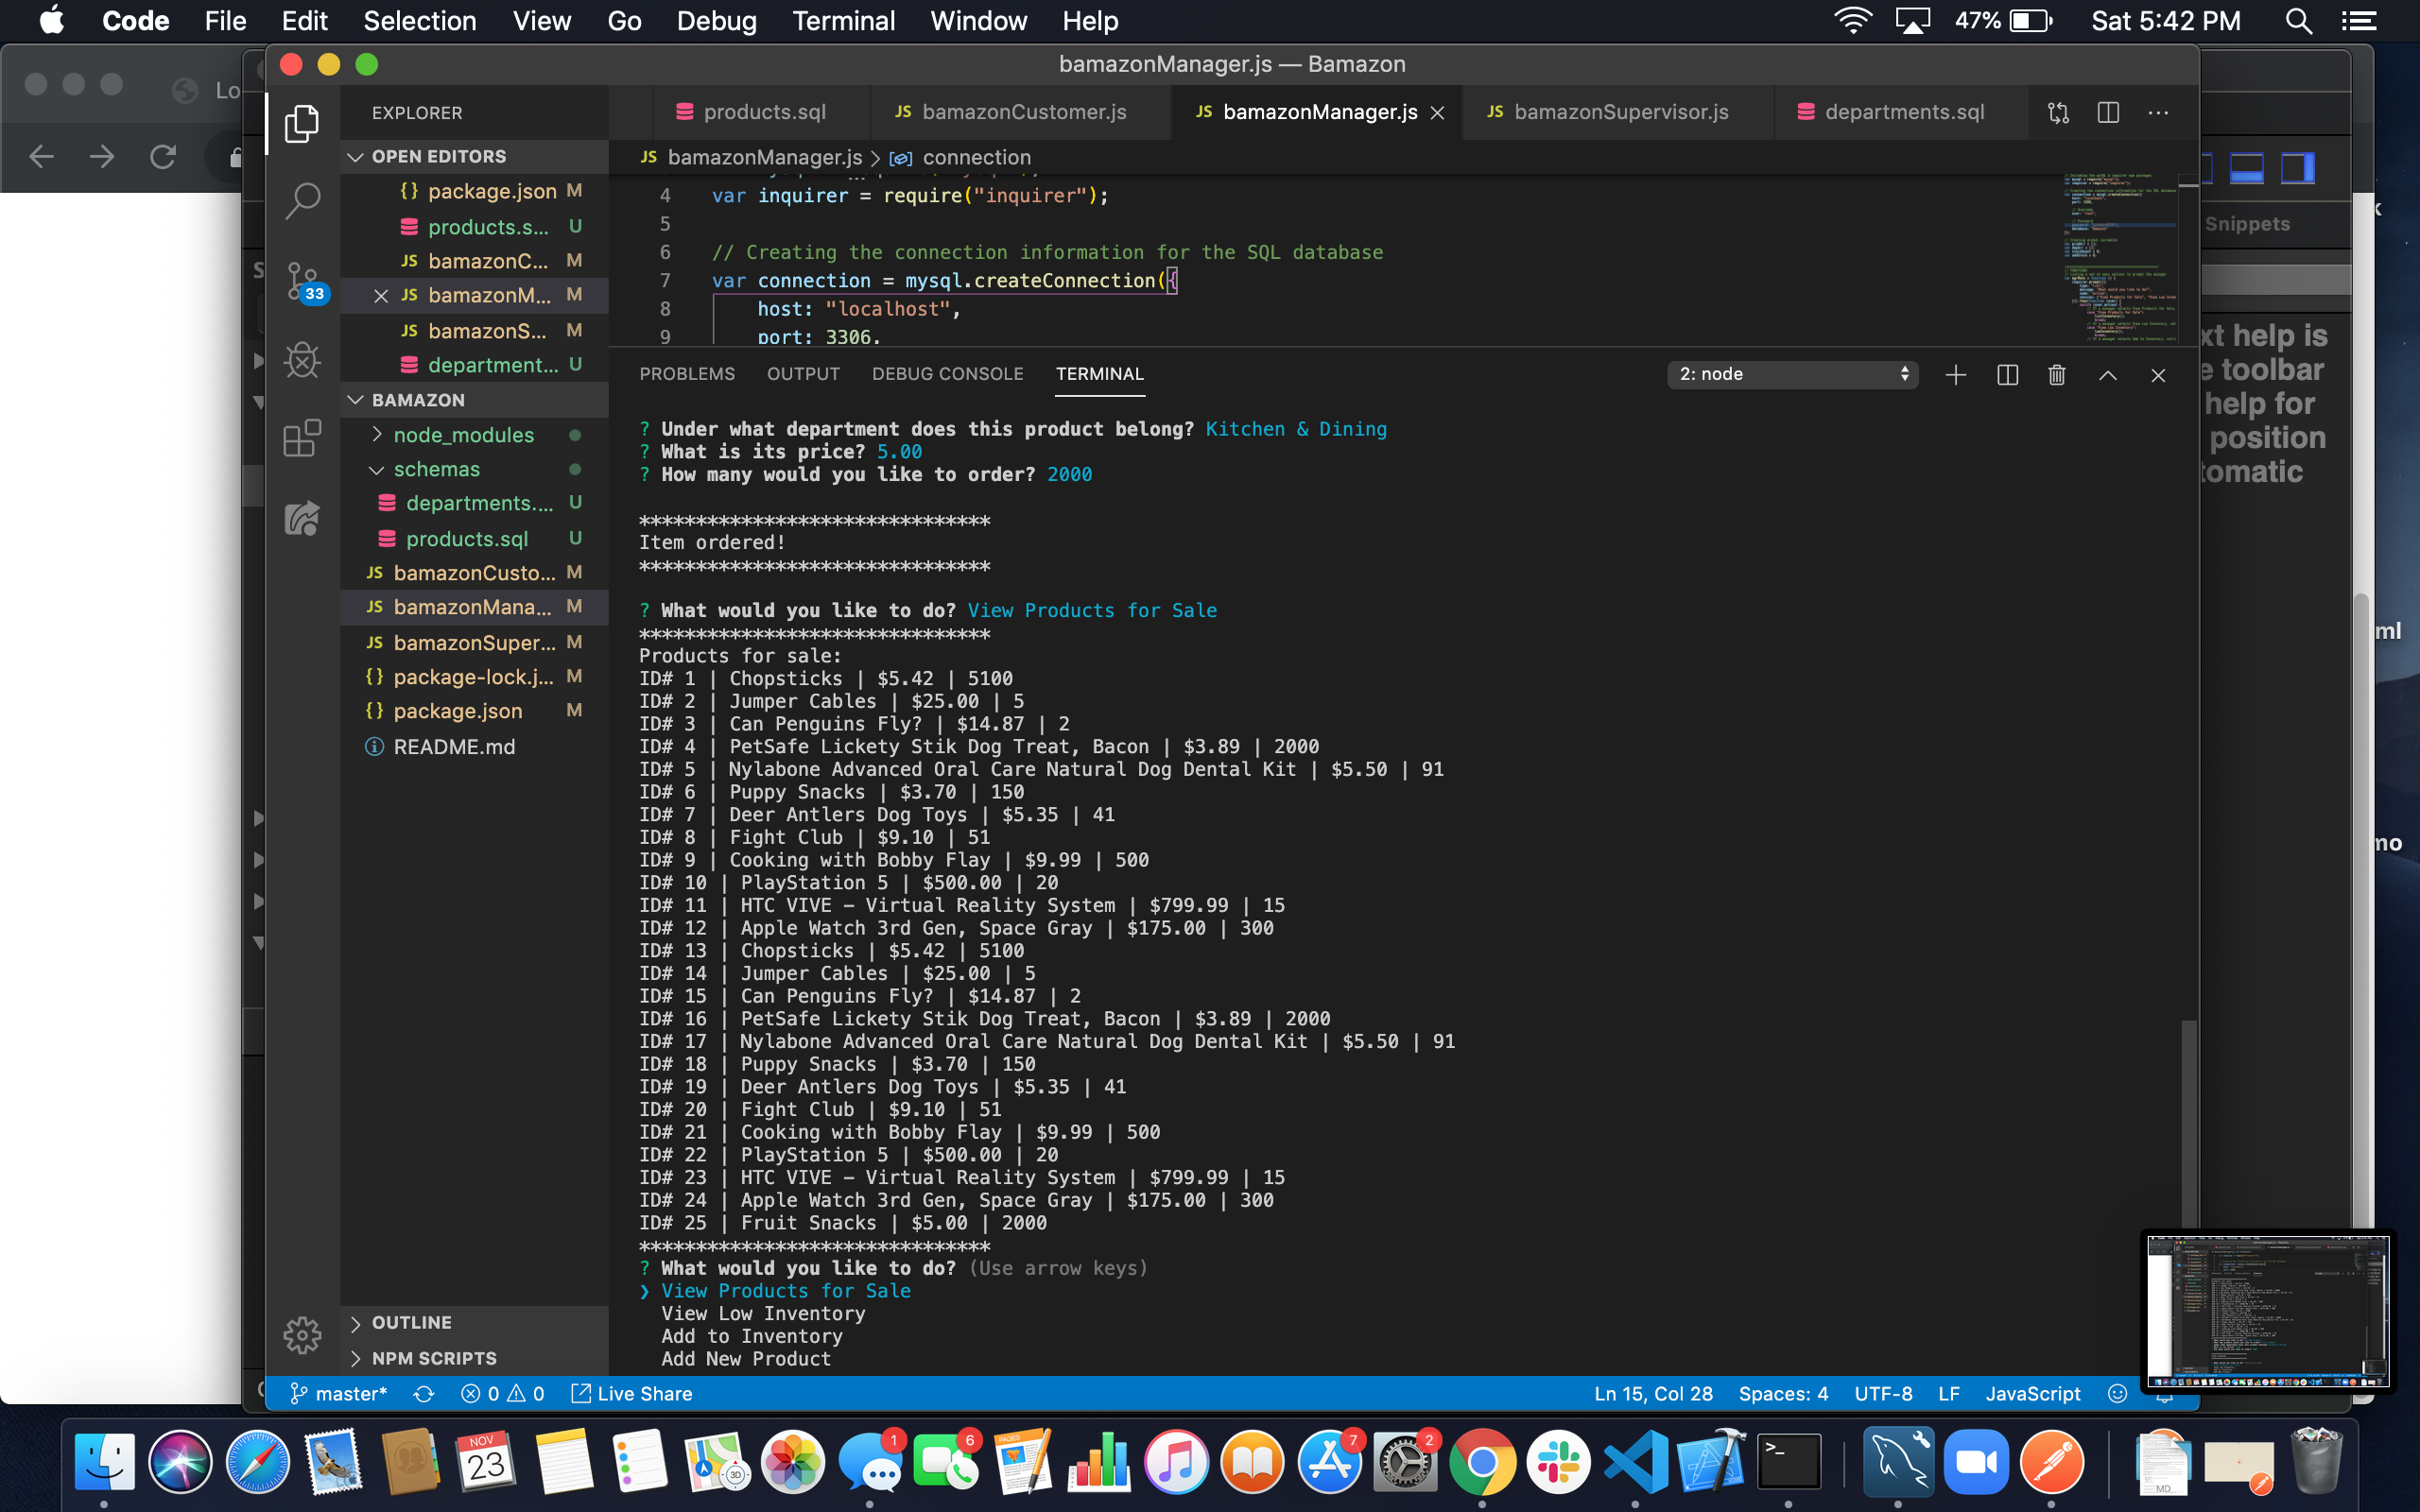 Code File Edit Selection View Go Debug Terminal Window Help 47% Sat 5:42 PM
bamazonManager.js — Bamazon
Lo
EXPLORER
products.sql JS bamazonCustomer.js JS bamazonManager.js JS bamazonSupervisor.js departments.sql
OPEN EDITORS
JS bamazonManager.js > connection
{} package.json M
products.s... U
JS bamazonC... M
JS bamazonM... M
JS bamazonS... M
department... U
4 var inquirer = require("inquirer");
5
6 // Creating the connection information for the SQL database
7 var connection = mysql.createConnection({
8 host: "localhost",
9 port: 3306,
Snippets
xt help is
e toolbar
help for
position
tomatic
33
BAMAZON
node_modules
schemas
departments.... U
products.sql U
JS bamazonCusto... M
JS bamazonMana... M
JS bamazonSuper... M
{} package-lock.j... M
{} package.json M
README.md
OUTLINE
NPM SCRIPTS
PROBLEMS OUTPUT DEBUG CONSOLE TERMINAL 2: node
? Under what department does this product belong? Kitchen & Dining
? What is its price? 5.00
? How many would you like to order? 2000
*******************************
Item ordered!
*******************************
? What would you like to do? View Products for Sale
*******************************
Products for sale:
ID# 1 | Chopsticks | $5.42 | 5100
ID# 2 | Jumper Cables | $25.00 | 5
ID# 3 | Can Penguins Fly? | $14.87 | 2
ID# 4 | PetSafe Lickety Stik Dog Treat, Bacon | $3.89 | 2000
ID# 5 | Nylabone Advanced Oral Care Natural Dog Dental Kit | $5.50 | 91
ID# 6 | Puppy Snacks | $3.70 | 150
ID# 7 | Deer Antlers Dog Toys | $5.35 | 41
ID# 8 | Fight Club | $9.10 | 51
ID# 9 | Cooking with Bobby Flay | $9.99 | 500
ID# 10 | PlayStation 5 | $500.00 | 20
ID# 11 | HTC VIVE - Virtual Reality System | $799.99 | 15
ID# 12 | Apple Watch 3rd Gen, Space Gray | $175.00 | 300
ID# 13 | Chopsticks | $5.42 | 5100
ID# 14 | Jumper Cables | $25.00 | 5
ID# 15 | Can Penguins Fly? | $14.87 | 2
ID# 16 | PetSafe Lickety Stik Dog Treat, Bacon | $3.89 | 2000
ID# 17 | Nylabone Advanced Oral Care Natural Dog Dental Kit | $5.50 | 91
ID# 18 | Puppy Snacks | $3.70 | 150
ID# 19 | Deer Antlers Dog Toys | $5.35 | 41
ID# 20 | Fight Club | $9.10 | 51
ID# 21 | Cooking with Bobby Flay | $9.99 | 500
ID# 22 | PlayStation 5 | $500.00 | 20
ID# 23 | HTC VIVE - Virtual Reality System | $799.99 | 15
ID# 24 | Apple Watch 3rd Gen, Space Gray | $175.00 | 300
ID# 25 | Fruit Snacks | $5.00 | 2000
*******************************
? What would you like to do? (Use arrow keys)
❯ View Products for Sale
View Low Inventory
Add to Inventory
Add New Product
ml
mo
master* 0 0 Live Share Ln 15, Col 28 Spaces: 4 UTF-8 LF JavaScript
NOV
23
3D
1
6
PAGES
7
2
>_
MD